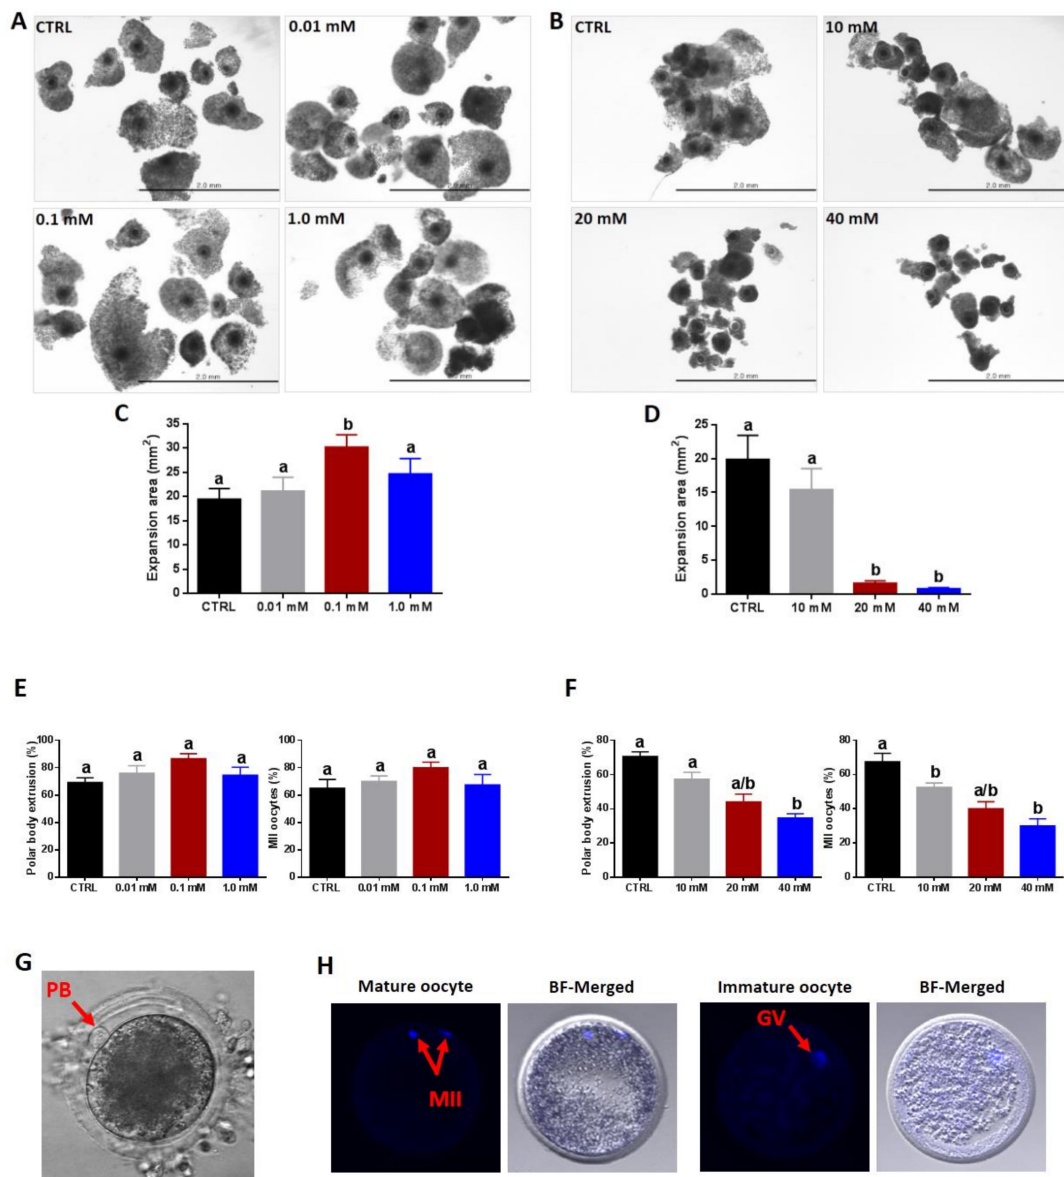 A
CTRL
0.01 mM
2.0 mm
2.0 mm
0.1 mM
1.0 mM
2.0 mm
2.0 mm
B
CTRL
10 mM
2.0 mm
2.0 mm
20 mM
40 mM
2.0 mm
2.0 mm
C
Expansion area (mm²)
35
30
25
20
15
10
5
0
a
a
b
a
CTRL
0.01 mM
0.1 mM
1.0 mM
D
Expansion area (mm²)
25
20
15
10
5
0
a
a
b
b
CTRL
10 mM
20 mM
40 mM
E
Polar body extrusion (%)
100
80
60
40
20
0
a
a
a
a
CTRL
0.01 mM
0.1 mM
1.0 mM
MII oocytes (%)
100
80
60
40
20
0
a
a
a
a
CTRL
0.01 mM
0.1 mM
1.0 mM
F
Polar body extrusion (%)
80
60
40
20
0
a
a
a/b
b
CTRL
10 mM
20 mM
40 mM
MII oocytes (%)
80
60
40
20
0
a
b
a/b
b
CTRL
10 mM
20 mM
40 mM
G
PB
H
Mature oocyte
BF-Merged
Immature oocyte
BF-Merged
MII
GV